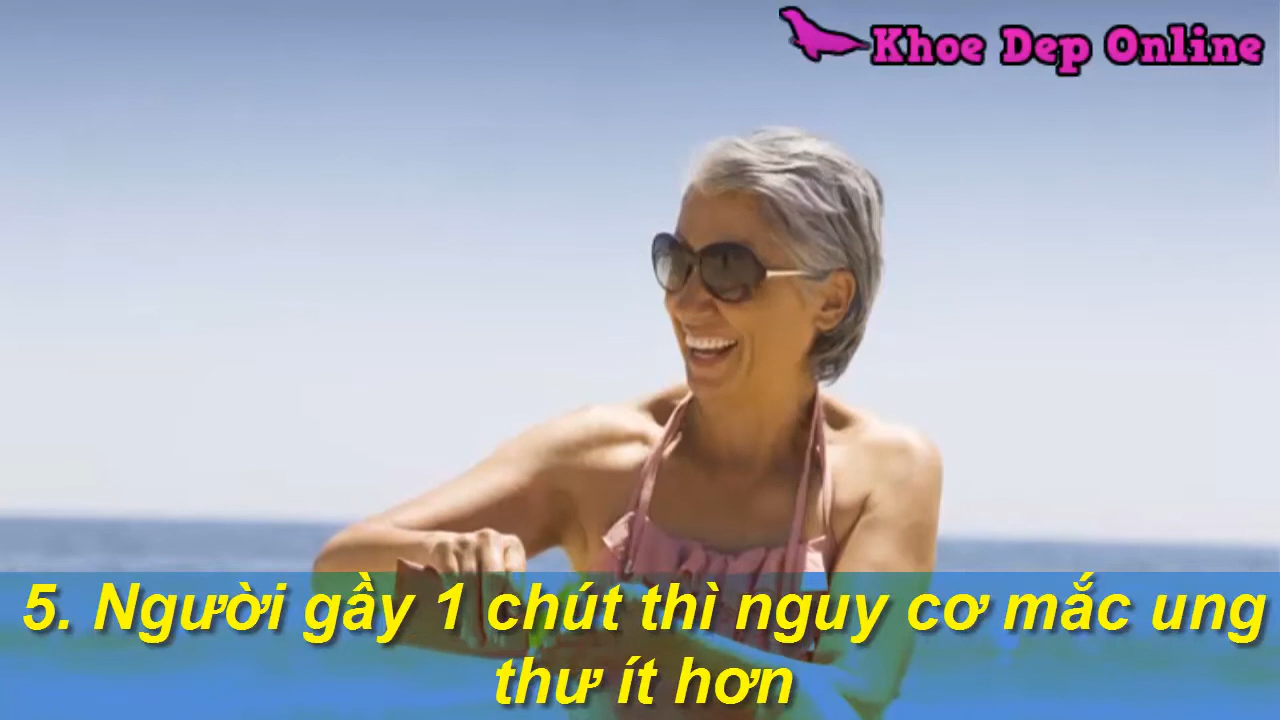 Khoe Dep Online
5. Người gầy 1 chút thì nguy cơ mắc ung
thư ít hơn